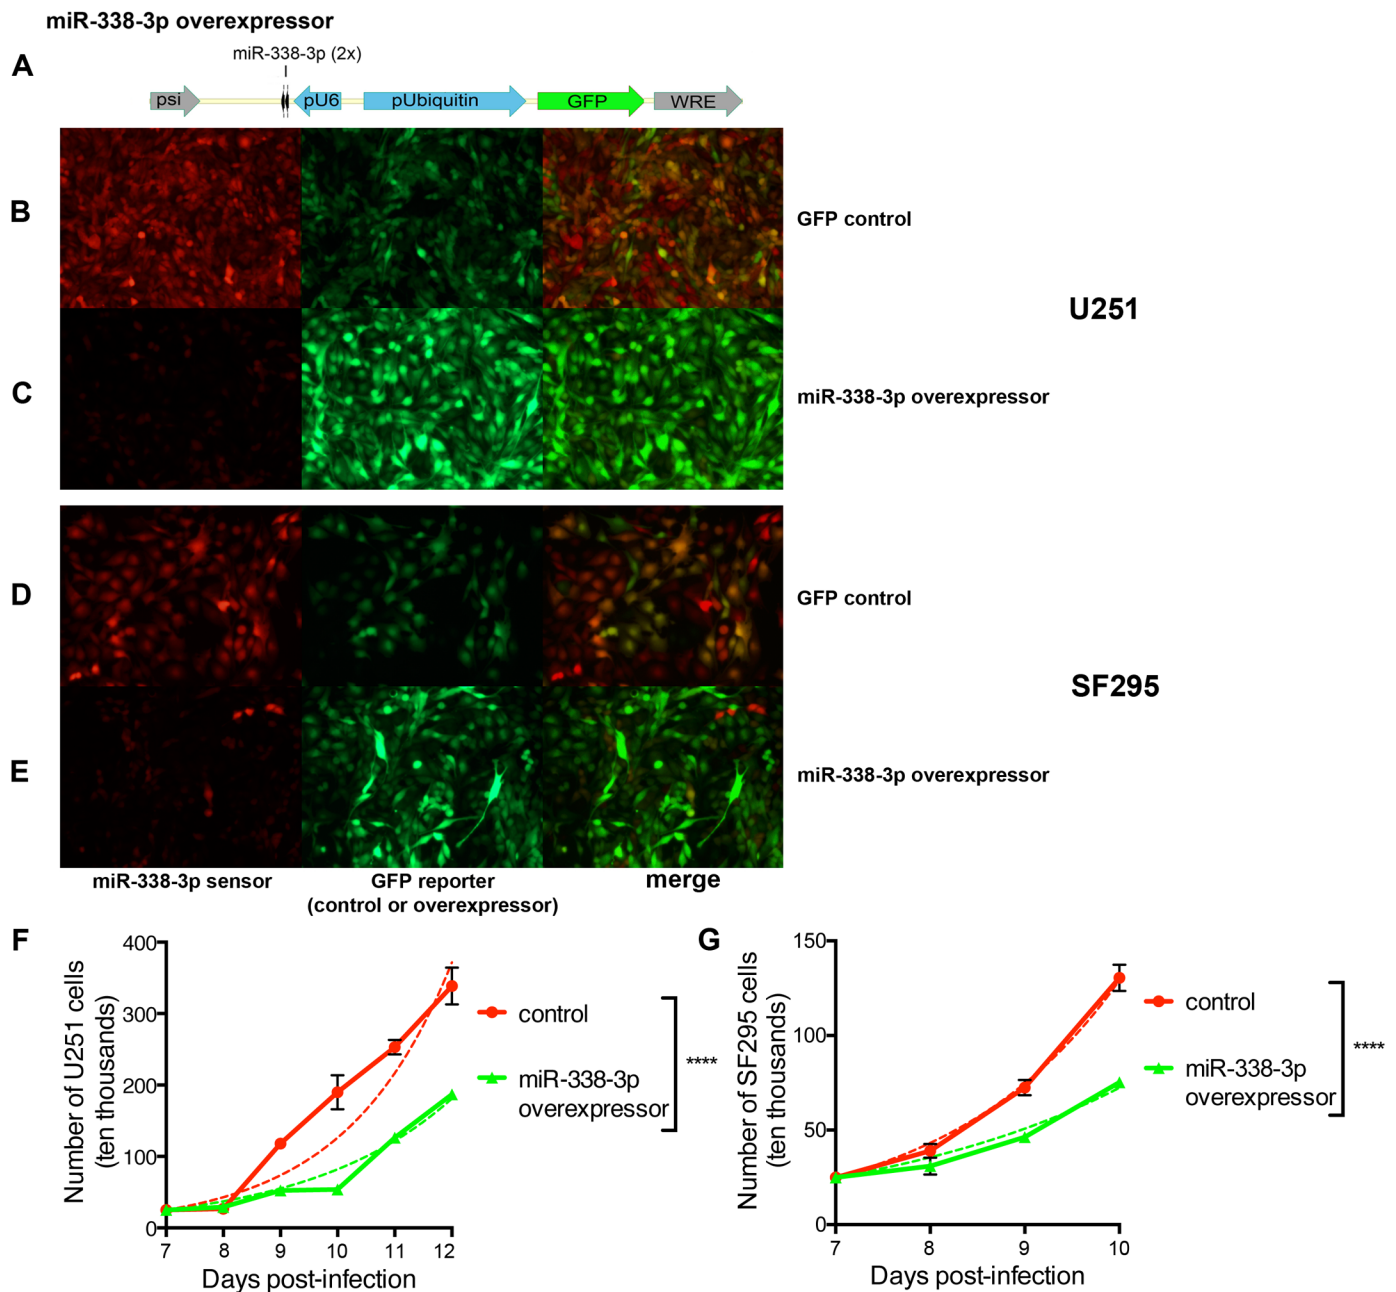 miR-338-3p overexpressor
A
miR-338-3p (2x)
psi
pU6
pUbiquitin
GFP
WRE
B
GFP control
U251
C
miR-338-3p overexpressor
D
GFP control
SF295
E
miR-338-3p overexpressor
miR-338-3p sensor
GFP reporter
(control or overexpressor)
merge
F
Number of U251 cells
(ten thousands)
400
300
200
100
0
7 8 9 10 11 12
Days post-infection
control
miR-338-3p
overexpressor
****
G
Number of SF295 cells
(ten thousands)
150
100
50
0
7 8 9 10
Days post-infection
control
miR-338-3p
overexpressor
****